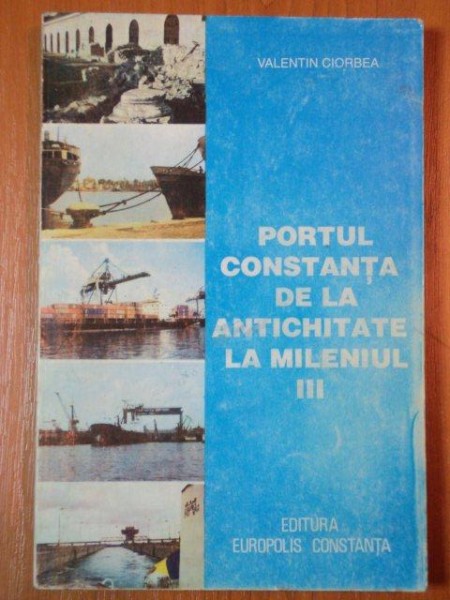 VALENTIN CIORBEA
PORTUL
CONSTANȚA
DE LA
ANTICHITATE
LA MILENIUL
III
EDITURA
EUROPOLIS CONSTANȚA